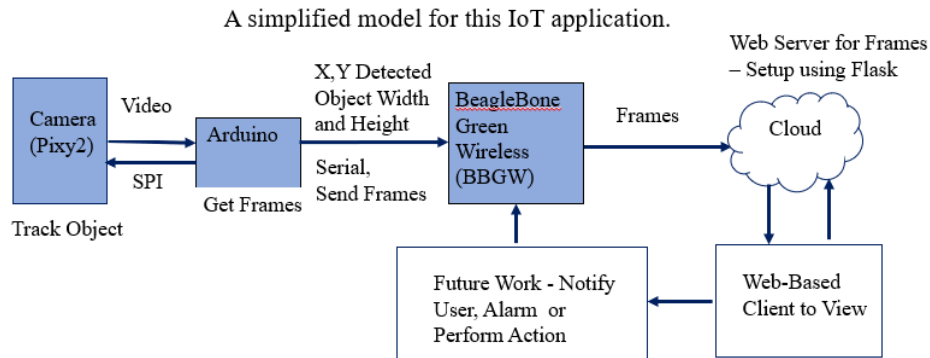 A simplified model for this IoT application.
Web Server for Frames
– Setup using Flask
Camera
(Pixy2)
Track Object
Video
SPI
Arduino
Get Frames
X,Y Detected
Object Width
and Height
Serial,
Send Frames
BeagleBone
Green
Wireless
(BBGW)
Frames
Cloud
Future Work - Notify
User, Alarm or
Perform Action
Web-Based
Client to View